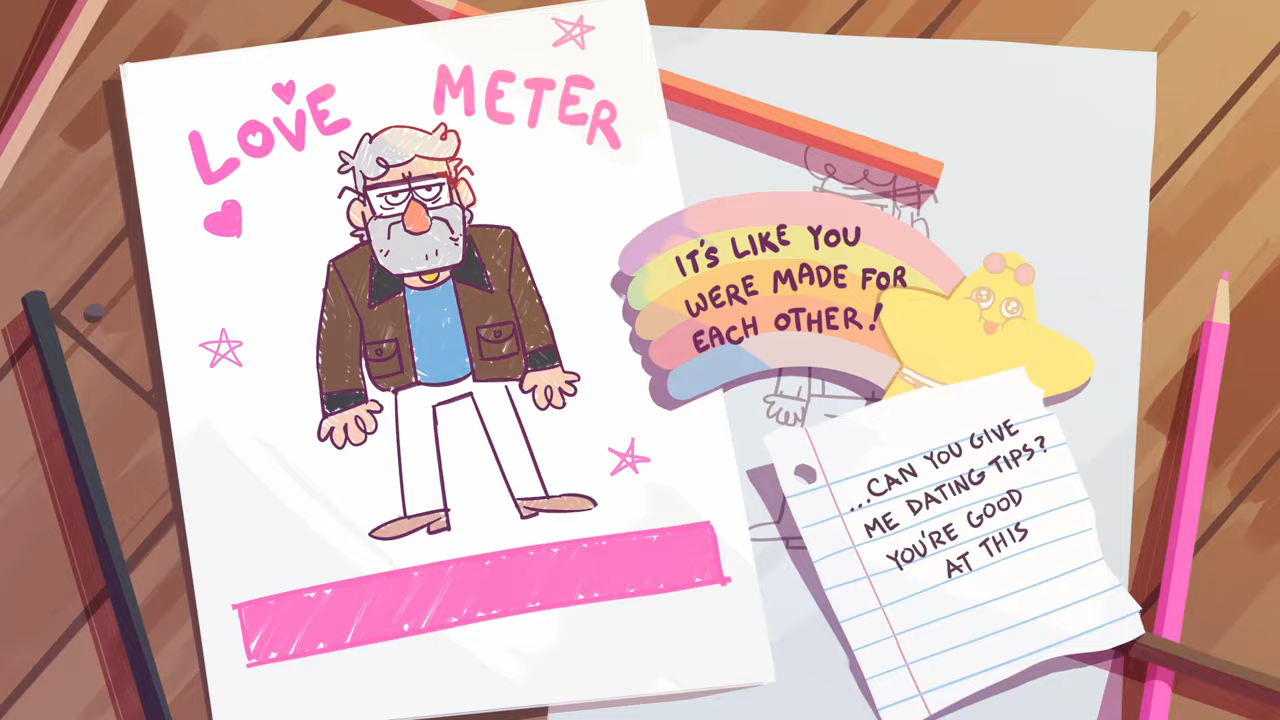 LOVE METER
IT'S LIKE YOU
WERE MADE FOR
EACH OTHER!
...CAN YOU GIVE
ME DATING TIPS?
YOU'RE GOOD
AT THIS